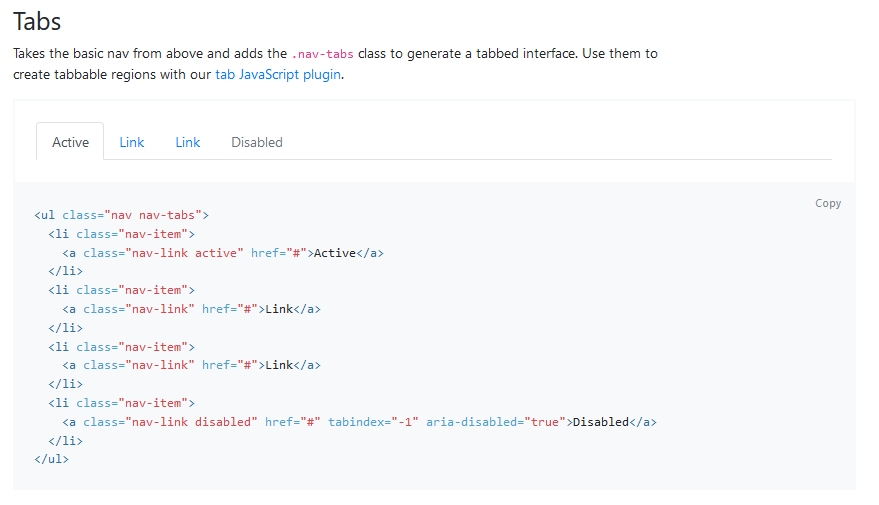 Tabs
Takes the basic nav from above and adds the .nav-tabs class to generate a tabbed interface. Use them to
create tabbable regions with our tab JavaScript plugin.
Active Link Link Disabled
Copy
<ul class="nav nav-tabs">
  <li class="nav-item">
    <a class="nav-link active" href="#">Active</a>
  </li>
  <li class="nav-item">
    <a class="nav-link" href="#">Link</a>
  </li>
  <li class="nav-item">
    <a class="nav-link" href="#">Link</a>
  </li>
  <li class="nav-item">
    <a class="nav-link disabled" href="#" tabindex="-1" aria-disabled="true">Disabled</a>
  </li>
</ul>